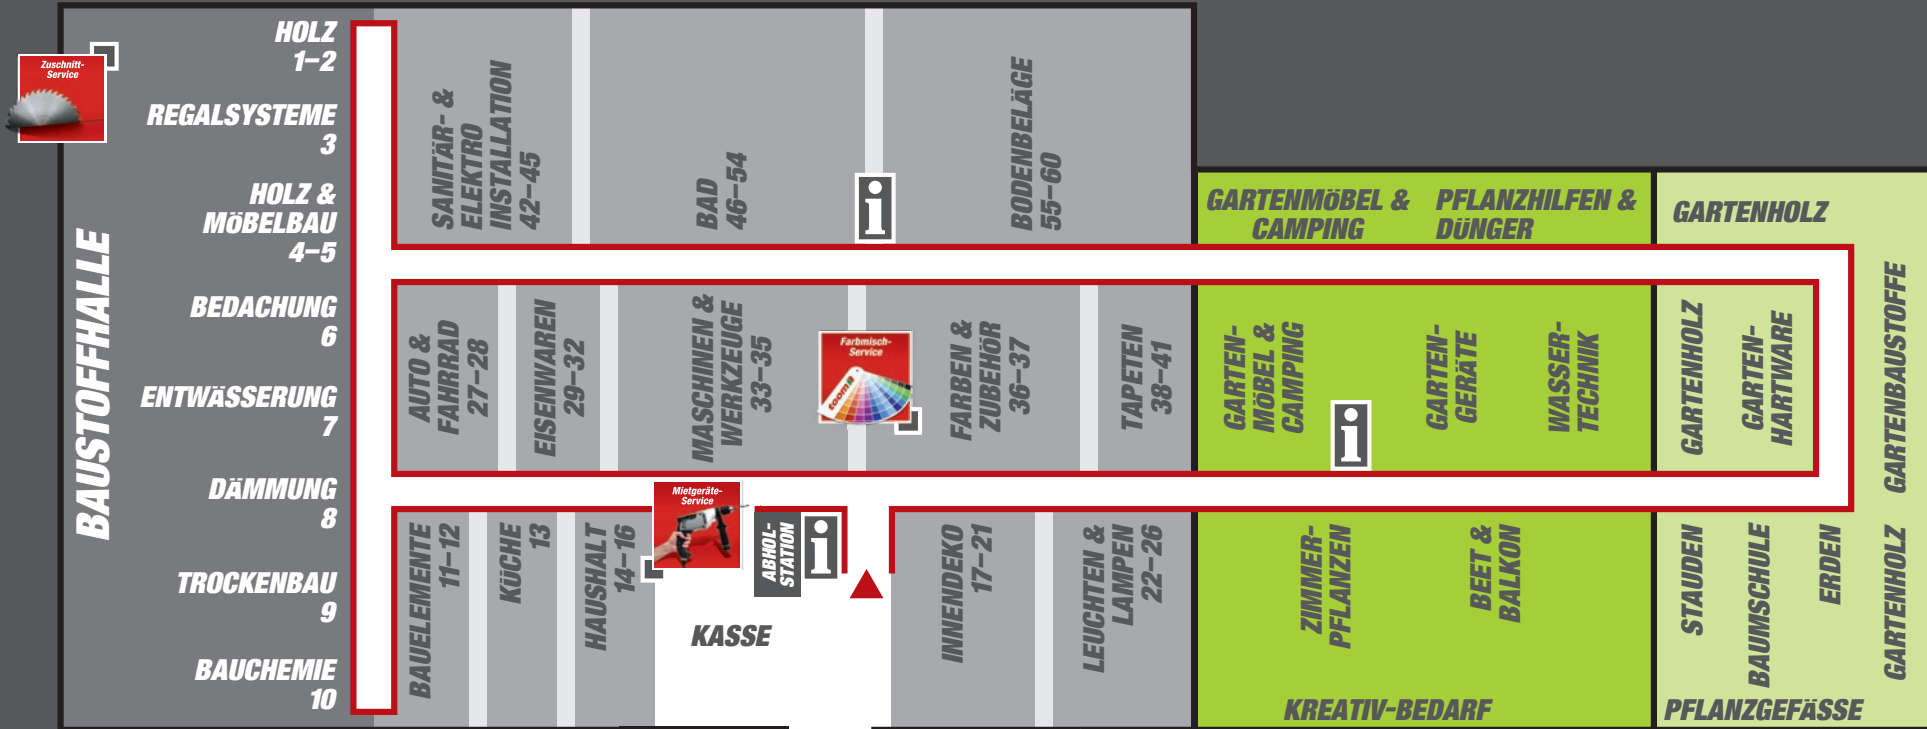 Zuschnitt-
Service
BAUSTOFFHALLE
HOLZ
1–2
REGALSYSTEME
3
HOLZ &
MÖBELBAU
4–5
BEDACHUNG
6
ENTWÄSSERUNG
7
DÄMMUNG
8
TROCKENBAU
9
BAUCHEMIE
10
SANITÄR- &
ELEKTRO
INSTALLATION
42–45
BAD
46–54
i
BODENBELÄGE
55–60
GARTENMÖBEL &
CAMPING
PFLANZHILFEN &
DÜNGER
GARTENHOLZ
AUTO &
FAHRRAD
27–28
EISENWAREN
29–32
MASCHINEN &
WERKZEUGE
33–35
Farbmisch-
Service
toom
FARBEN &
ZUBEHÖR
36–37
TAPETEN
38–41
GARTEN-
MÖBEL &
CAMPING
i
GARTEN-
GERÄTE
WASSER-
TECHNIK
GARTENHOLZ
GARTEN-
HARTWARE
GARTENBAUSTOFFE
BAUELEMENTE
11–12
KÜCHE
13
HAUSHALT
14–16
Mietgeräte-
Service
ABHOL-
STATION
i
KASSE
INNENDEKO
17–21
LEUCHTEN &
LAMPEN
22–26
ZIMMER-
PFLANZEN
BEET &
BALKON
KREATIV-BEDARF
STAUDEN
BAUMSCHULE
ERDEN
GARTENHOLZ
PFLANZGEFÄSSE